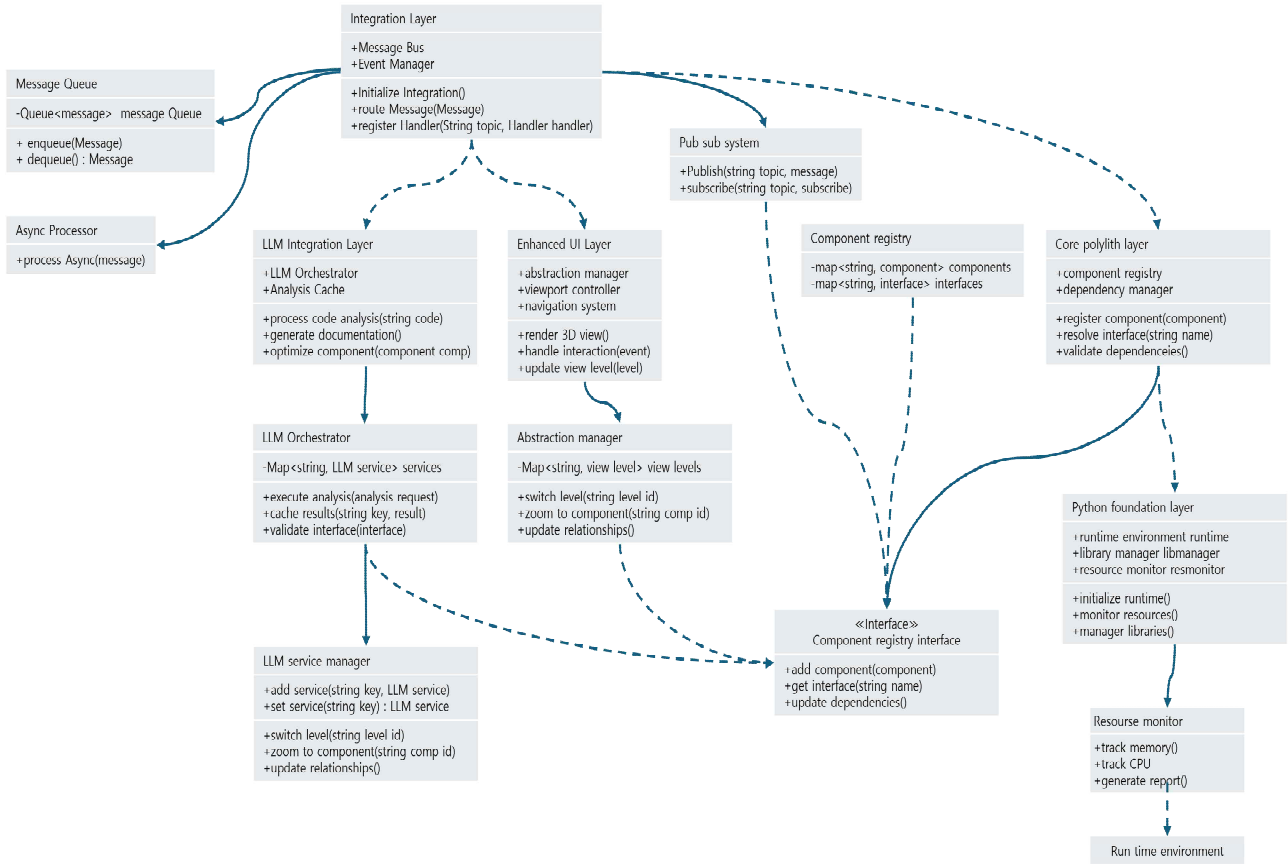 Integration Layer
+Message Bus
+Event Manager
+Initialize Integration()
+route Message(Message)
+register Handler(String topic, Handler handler)
Message Queue
-Queue<message> message Queue
+ enqueue(Message)
+ dequeue() : Message
Pub sub system
+Publish(string topic, message)
+subscribe(string topic, subscribe)
Async Processor
+process Async(message)
LLM Integration Layer
+LLM Orchestrator
+Analysis Cache
+process code analysis(string code)
+generate documentation()
+optimize component(component comp)
Enhanced UI Layer
+abstraction manager
+viewport controller
+navigation system
+render 3D view()
+handle interaction(event)
+update view level(level)
Component registry
-map<string, component> components
-map<string, interface> interfaces
Core polylith layer
+component registry
+dependency manager
+register component(component)
+resolve interface(string name)
+validate dependenceies()
LLM Orchestrator
-Map<string, LLM service> services
+execute analysis(analysis request)
+cache results(string key, result)
+validate interface(interface)
Abstraction manager
-Map<string, view level> view levels
+switch level(string level id)
+zoom to component(string comp id)
+update relationships()
Python foundation layer
+runtime environment runtime
+library manager libmanager
+resource monitor resmonitor
+initialize runtime()
+monitor resources()
+manager libraries()
«Interface»
Component registry interface
+add component(component)
+get interface(string name)
+update dependencies()
LLM service manager
+add service(string key, LLM service)
+set service(string key) : LLM service
+switch level(string level id)
+zoom to component(string comp id)
+update relationships()
Resourse monitor
+track memory()
+track CPU
+generate report()
Run time environment